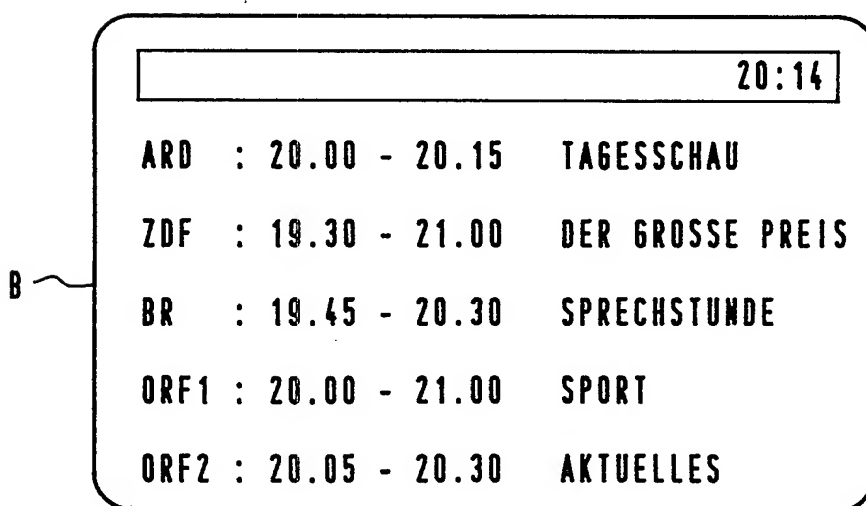 20:14
ARD : 20.00 - 20.15 TAGESSCHAU
ZDF : 19.30 - 21.00 DER GROSSE PREIS
B
BR : 19.45 - 20.30 SPRECHSTUNDE
ORF1 : 20.00 - 21.00 SPORT
ORF2 : 20.05 - 20.30 AKTUELLES